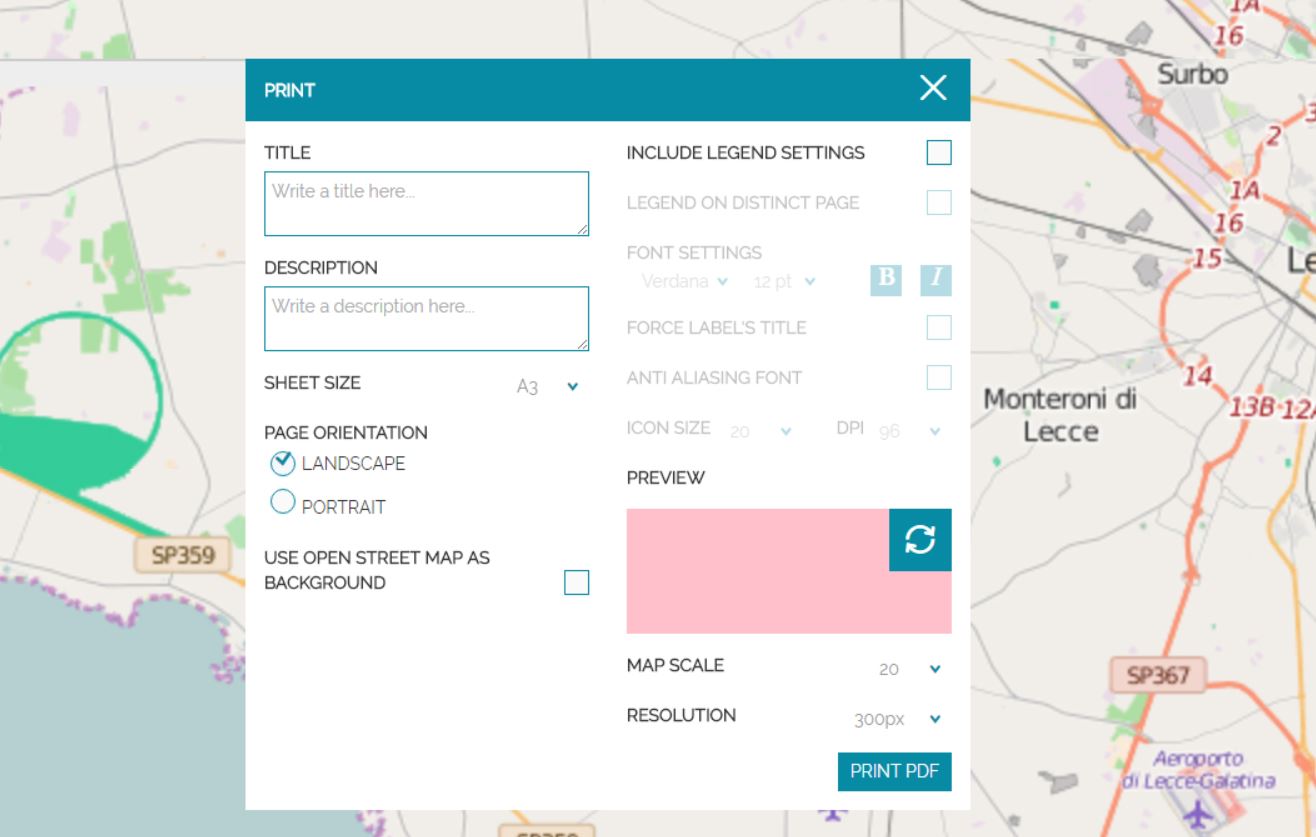 PRINT
TITLE
Write a title here...
DESCRIPTION
Write a description here...
SHEET SIZE A3
PAGE ORIENTATION
LANDSCAPE
PORTRAIT
USE OPEN STREET MAP AS
BACKGROUND
INCLUDE LEGEND SETTINGS
LEGEND ON DISTINCT PAGE
FONT SETTINGS
Verdana 12 pt B I
FORCE LABEL'S TITLE
ANTI ALIASING FONT
ICON SIZE 20 DPI 96
PREVIEW
MAP SCALE 20
RESOLUTION 300px
PRINT PDF
SP359
1A
16
Surbo
2
1A
16
15
14
13B
Monteroni di
Lecce
SP367
Aeroporto
di Lecce-Galatina